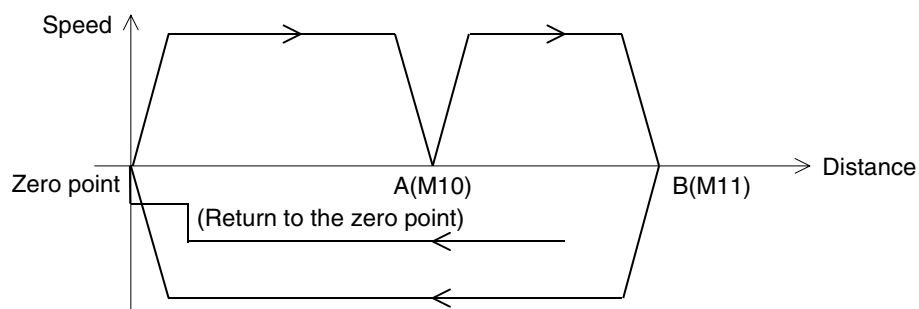 Speed
Distance
Zero point
A(M10)
B(M11)
(Return to the zero point)